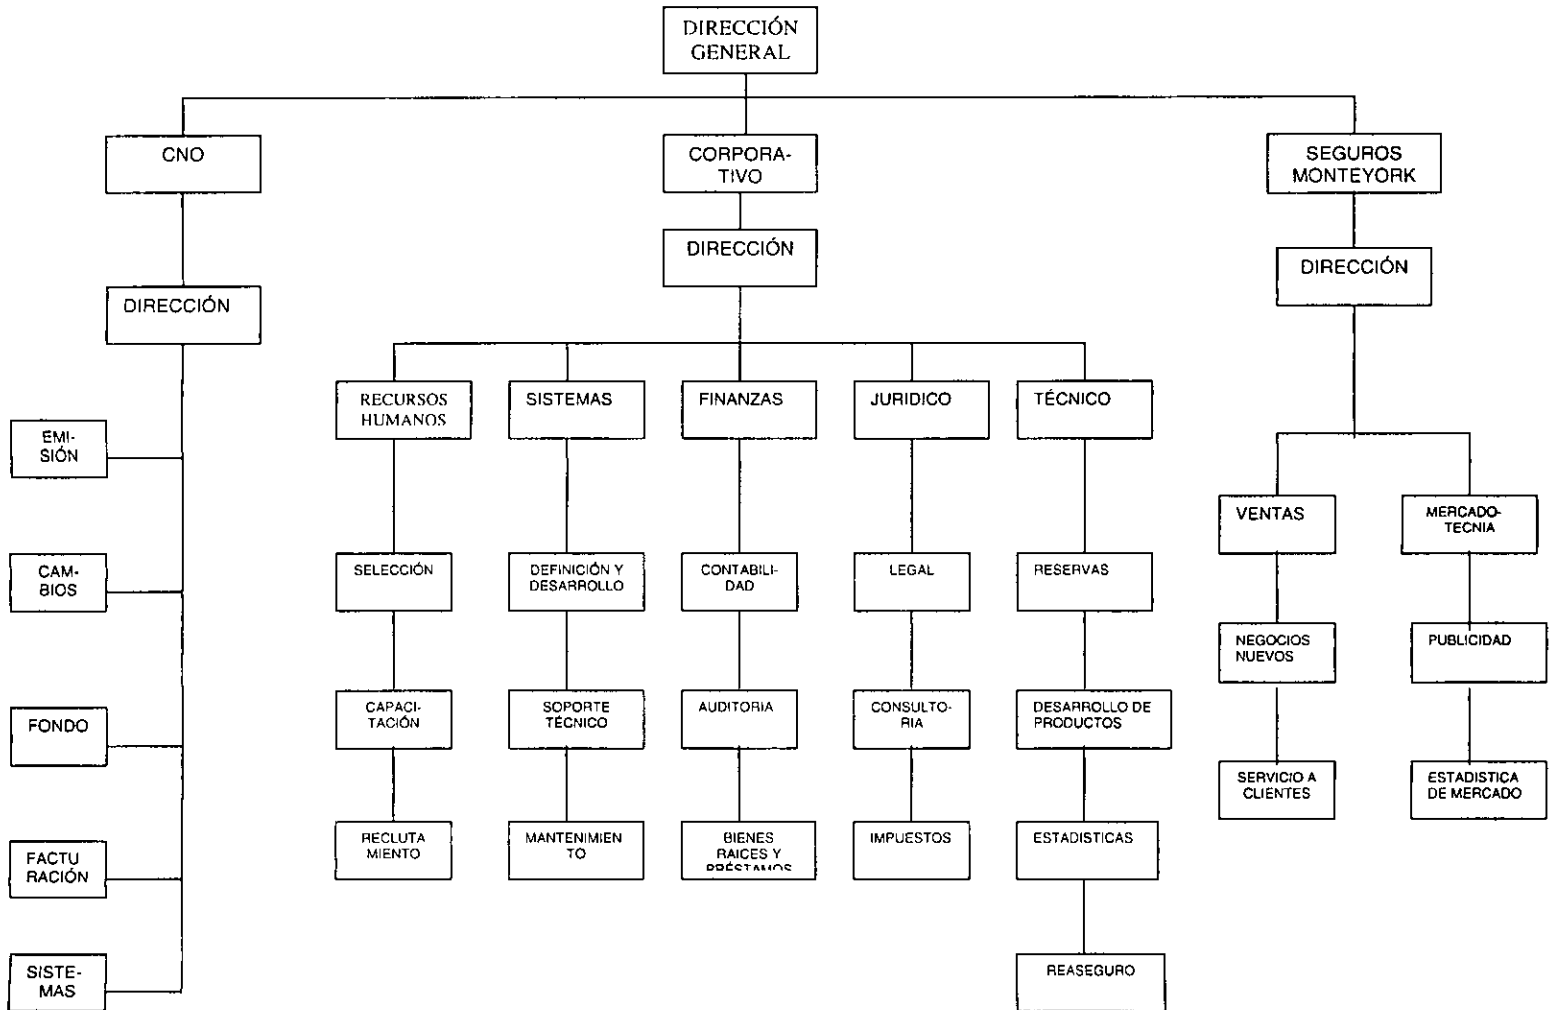 DIRECCIÓN
GENERAL
CNO
CORPORA-
TIVO
SEGUROS
MONTEYORK
DIRECCIÓN
DIRECCIÓN
DIRECCIÓN
RECURSOS
HUMANOS
SISTEMAS
FINANZAS
JURIDICO
TÉCNICO
EMI-
SIÓN
VENTAS
MERCADO-
TECNIA
CAM-
BIOS
SELECCIÓN
DEFINICIÓN Y
DESARROLLO
CONTABILI-
DAD
LEGAL
RESERVAS
NEGOCIOS
NUEVOS
PUBLICIDAD
FONDO
CAPACI-
TACIÓN
SOPORTE
TÉCNICO
AUDITORIA
CONSULTO-
RIA
DESARROLLO DE
PRODUCTOS
SERVICIO A
CLIENTES
ESTADISTICA
DE MERCADO
FACTU
RACIÓN
RECLUTA
MIENTO
MANTENIMIEN
TO
BIENES
RAICES Y
PRÉSTAMOS
IMPUESTOS
ESTADISTICAS
SISTE-
MAS
REASEGURO